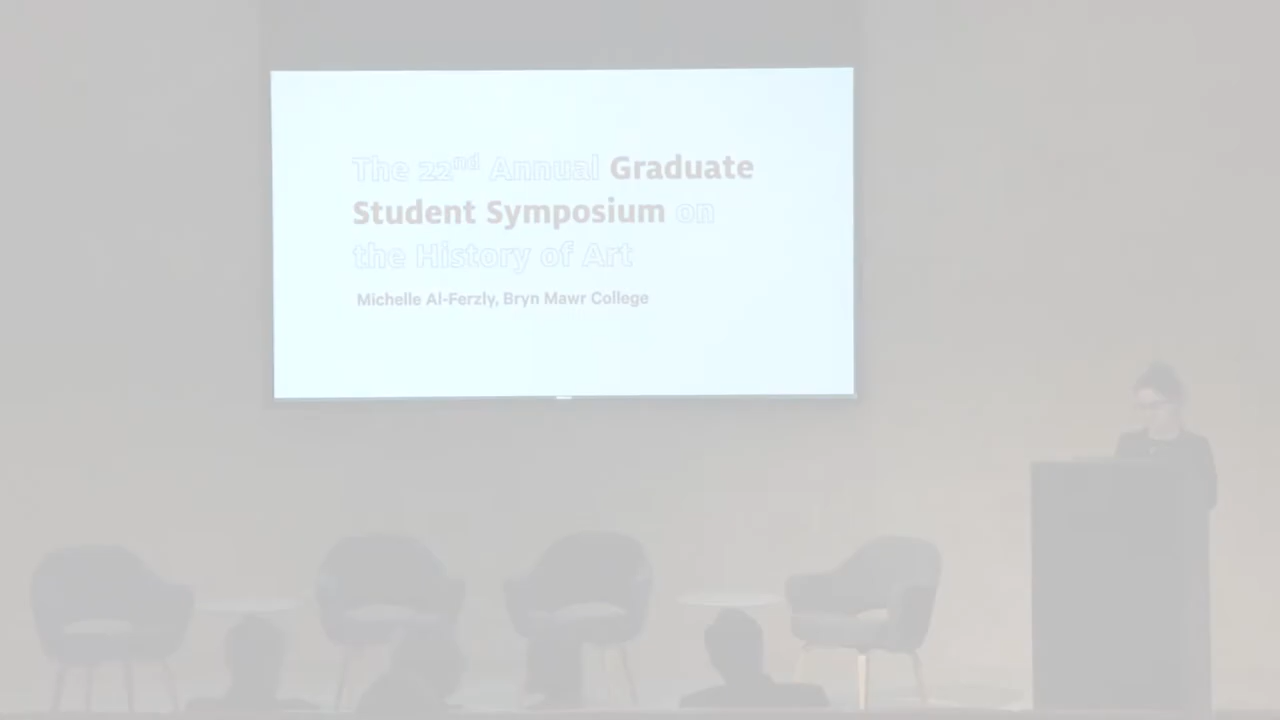 The 22nd Annual Graduate
Student Symposium on
the History of Art
Michelle Al-Ferzly, Bryn Mawr College